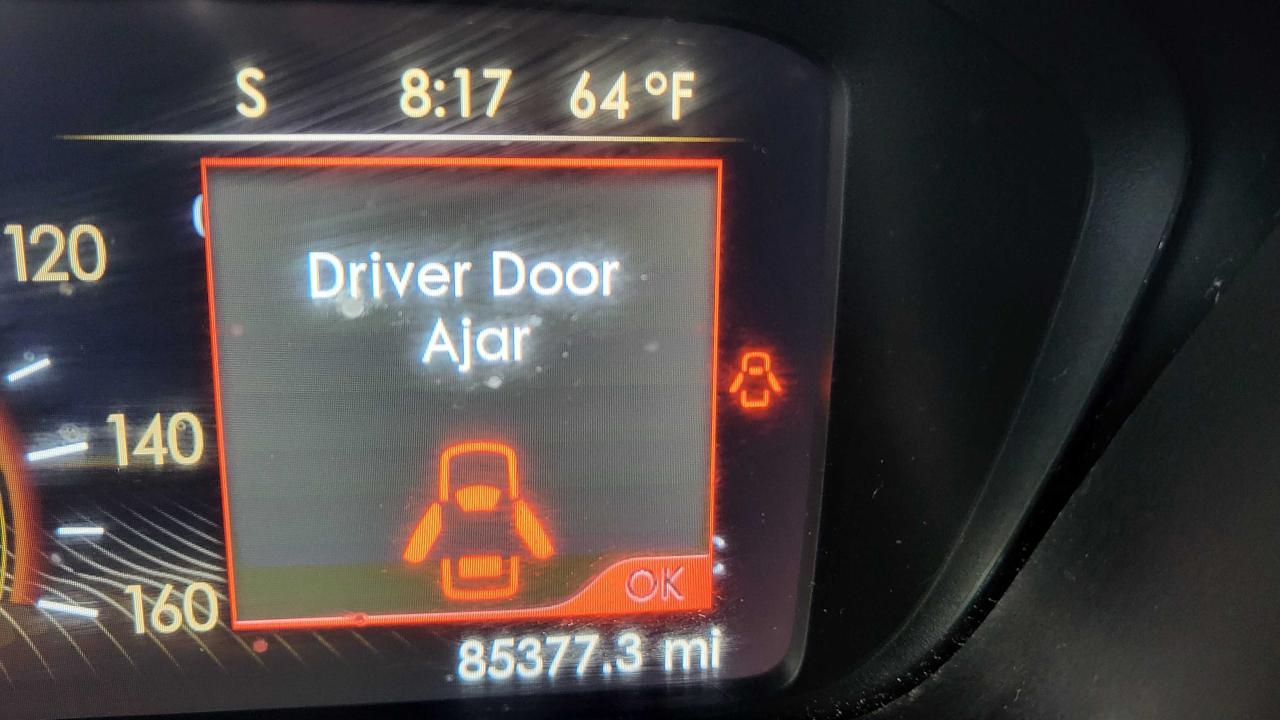 S 8:17 64 °F
120
Driver Door
Ajar
140
OK
160
85377.3 mi